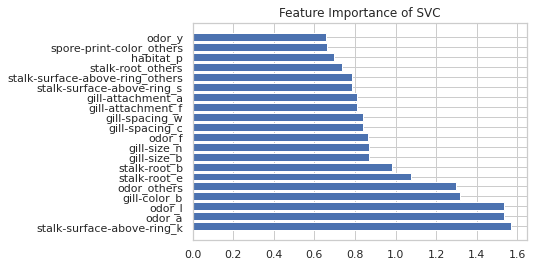 Feature Importance of SVC
odor_y
spore-print-color_others
habitat_p
stalk-root_others
stalk-surface-above-ring_others
stalk-surface-above-ring_s
gill-attachment_a
gill-attachment_f
gill-spacing_w
gill-spacing_c
odor_f
gill-size_n
gill-size_b
stalk-root_b
stalk-root_e
odor_others
gill-color_b
odor_l
odor_a
stalk-surface-above-ring_k
0.0 0.2 0.4 0.6 0.8 1.0 1.2 1.4 1.6